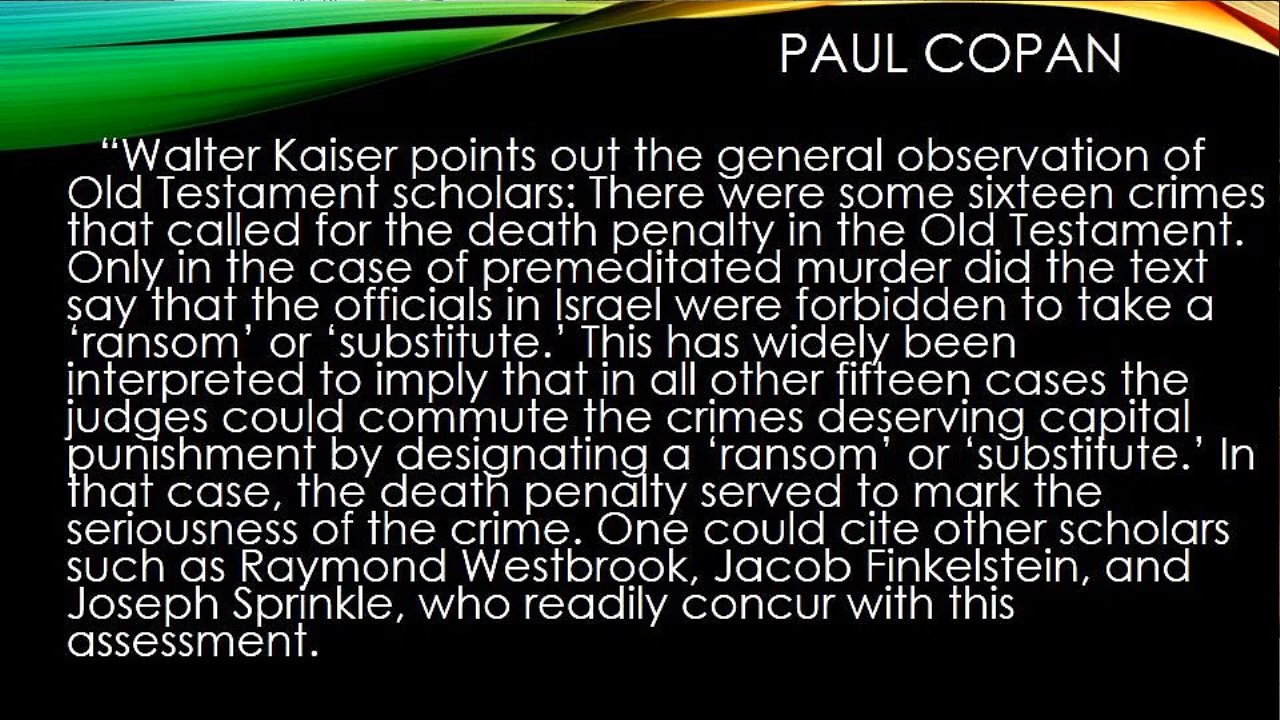 PAUL COPAN
“Walter Kaiser points out the general observation of
Old Testament scholars: There were some sixteen crimes
that called for the death penalty in the Old Testament.
Only in the case of premeditated murder did the text
say that the officials in Israel were forbidden to take a
‘ransom’ or ‘substitute.’ This has widely been
interpreted to imply that in all other fifteen cases the
judges could commute the crimes deserving capital
punishment by designating a ‘ransom’ or ‘substitute.’ In
that case, the death penalty served to mark the
seriousness of the crime. One could cite other scholars
such as Raymond Westbrook, Jacob Finkelstein, and
Joseph Sprinkle, who readily concur with this
assessment.